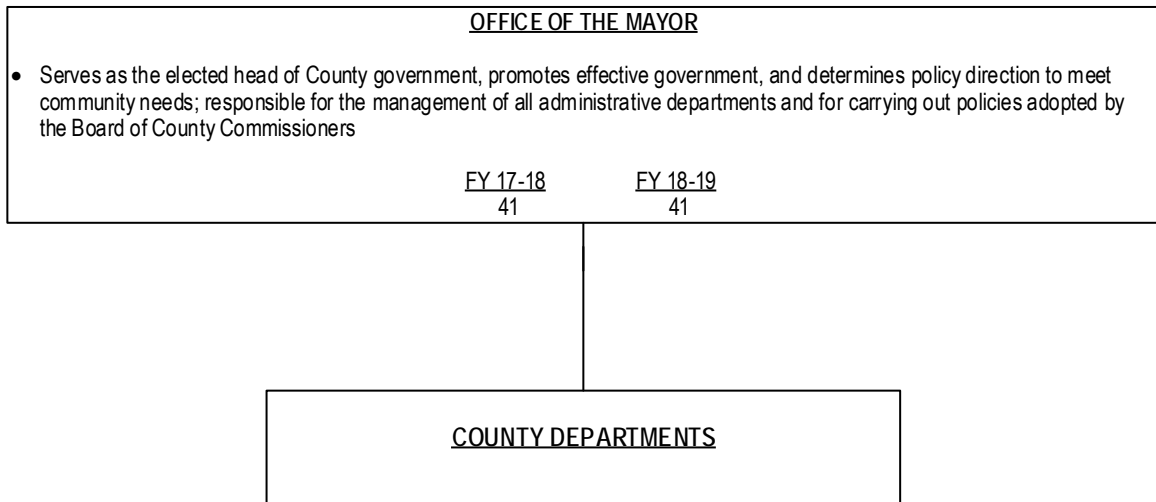 OFFICE OF THE MAYOR
• Serves as the elected head of County government, promotes effective government, and determines policy direction to meet
community needs; responsible for the management of all administrative departments and for carrying out policies adopted by
the Board of County Commissioners
FY 17-18 FY 18-19
41 41
COUNTY DEPARTMENTS